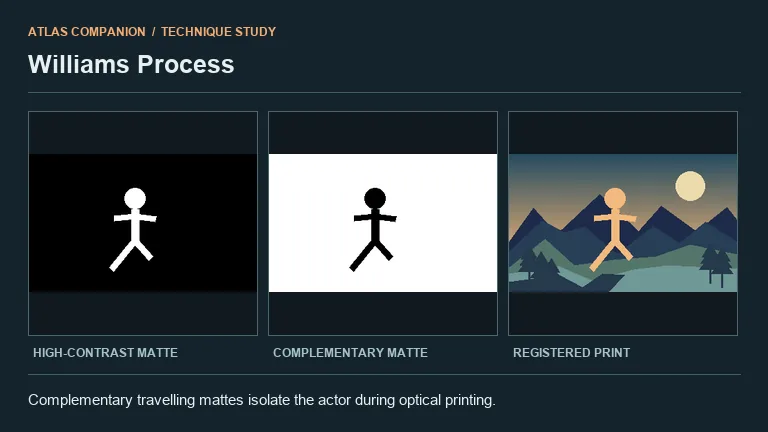 ATLAS COMPANION / TECHNIQUE STUDY
Williams Process
HIGH-CONTRAST MATTE
COMPLEMENTARY MATTE
REGISTERED PRINT
Complementary travelling mattes isolate the actor during optical printing.